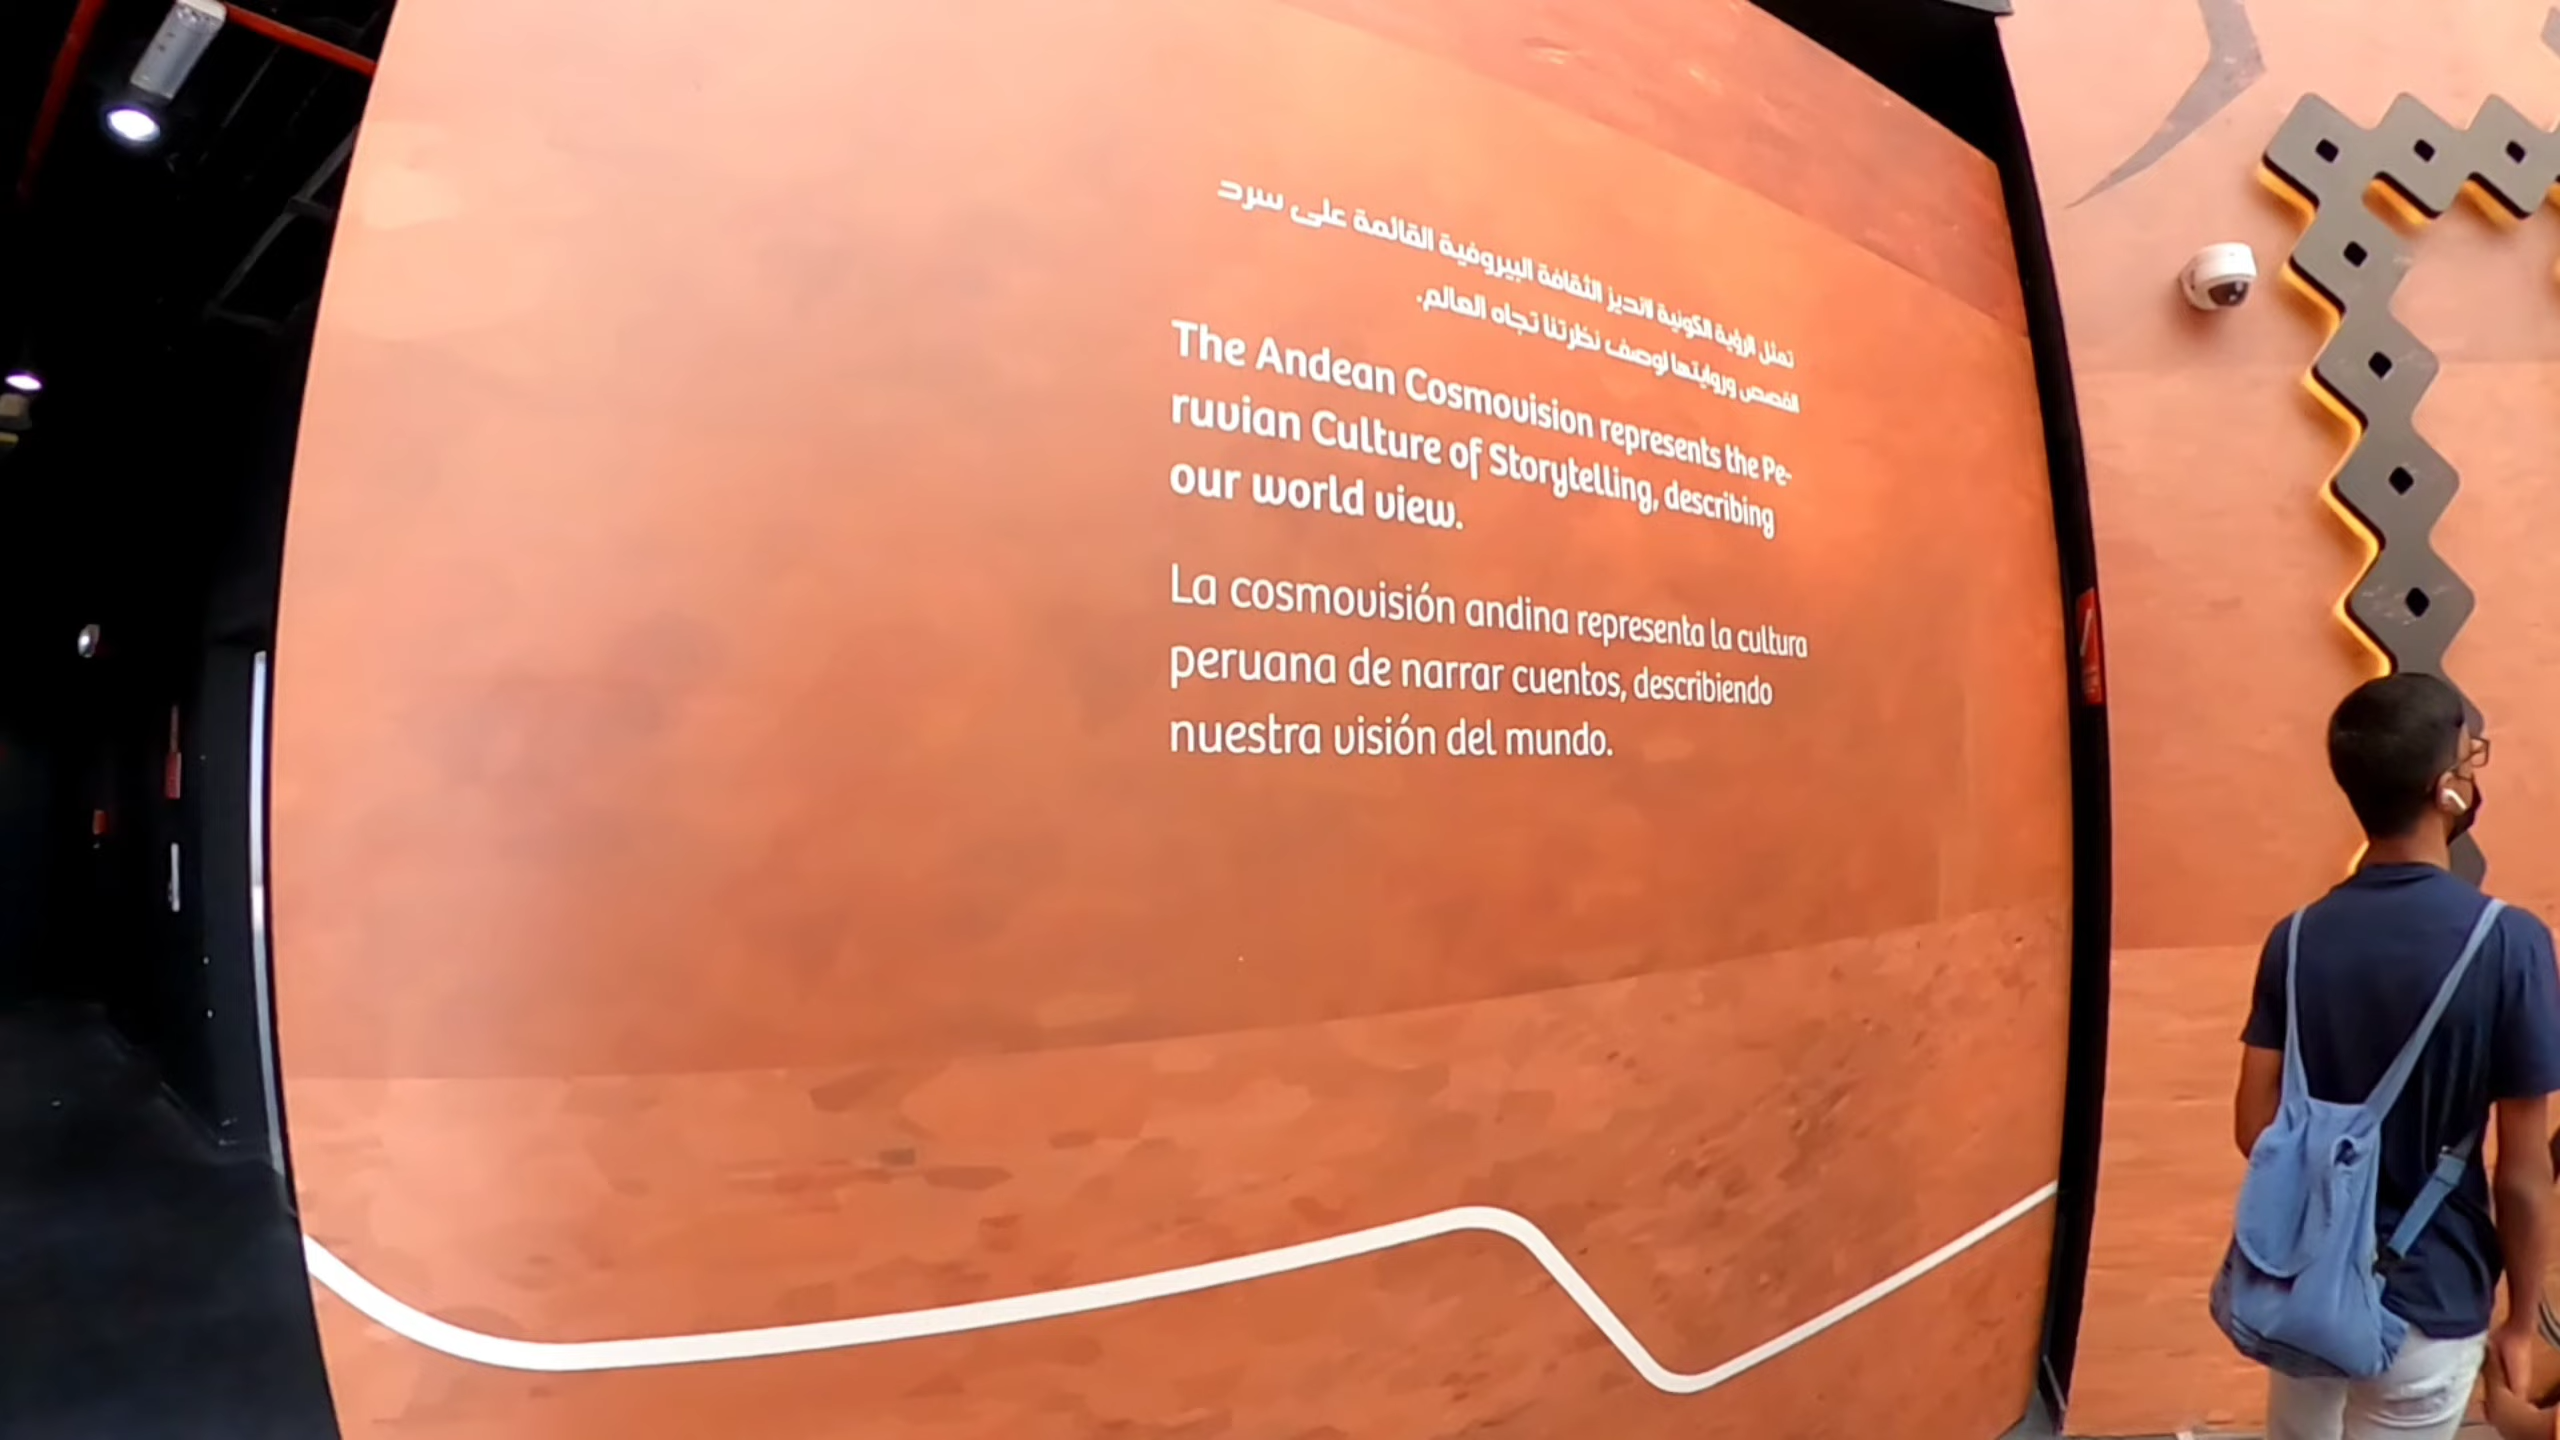 تمثل الرؤية الكونية لانديز الثقافة البيروفية القائمة على سرد
القصص وروايتها لوصف نظرتنا تجاه العالم.
The Andean Cosmovision represents the Pe-
ruvian Culture of Storytelling, describing
our world view.
La cosmovisión andina representa la cultura
peruana de narrar cuentos, describiendo
nuestra visión del mundo.